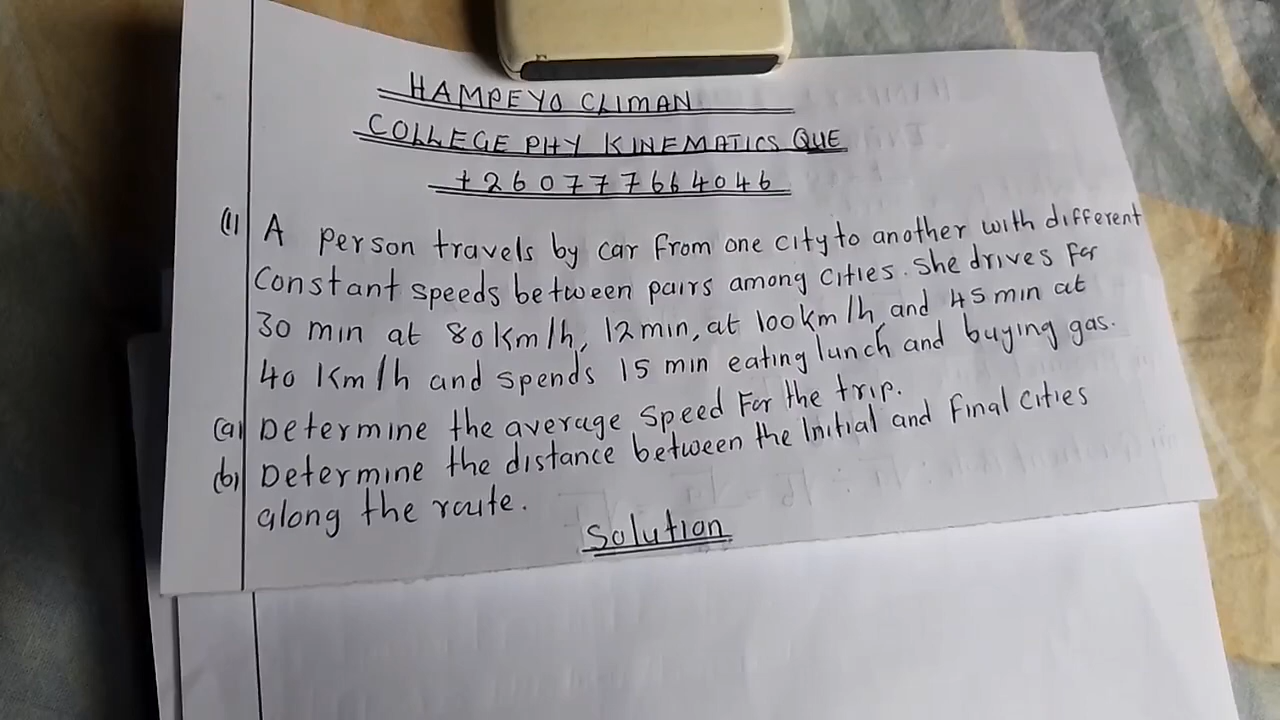 HAMPEYO CLIMAN
COLLEGE PHY KINEMATICS QUE
+260777664046
(1) A person travels by car from one city to another with different
Constant speeds between pairs among cities. She drives for
30 min at 80km/h, 12min, at 100km/h, and 45min at
40 km/h and spends 15 min eating lunch and buying gas.
(a) Determine the average speed for the trip.
(b) Determine the distance between the Initial and Final Cities
along the route.
Solution